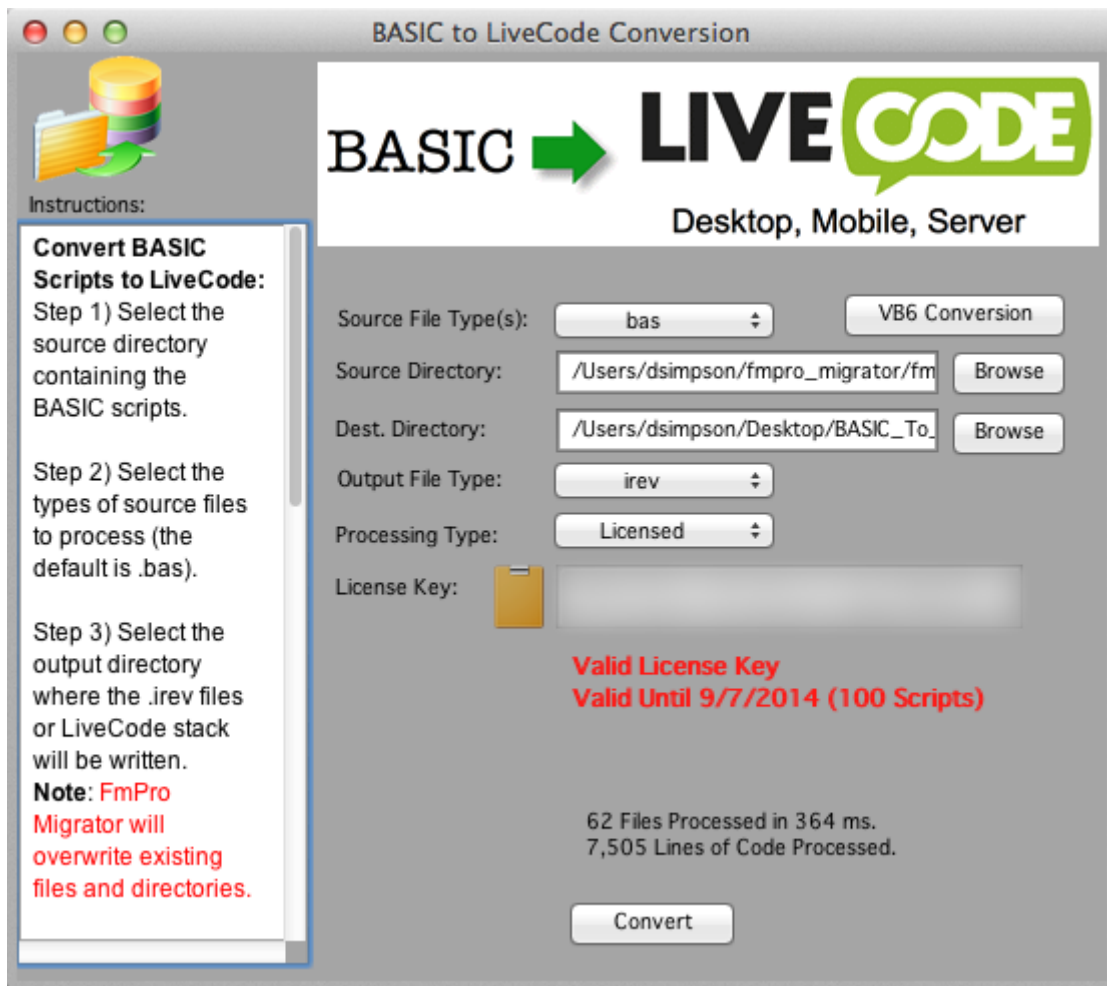 BASIC to LiveCode Conversion
BASIC LIVECODE
Desktop, Mobile, Server
Instructions:
Convert BASIC
Scripts to LiveCode:
Step 1) Select the
source directory
containing the
BASIC scripts.
Step 2) Select the
types of source files
to process (the
default is .bas).
Step 3) Select the
output directory
where the .irev files
or LiveCode stack
will be written.
Note: FmPro
Migrator will
overwrite existing
files and directories.
Source File Type(s): bas VB6 Conversion
Source Directory: /Users/dsimpson/fmpro_migrator/fm Browse
Dest. Directory: /Users/dsimpson/Desktop/BASIC_To_ Browse
Output File Type: irev
Processing Type: Licensed
License Key:
Valid License Key
Valid Until 9/7/2014 (100 Scripts)
62 Files Processed in 364 ms.
7,505 Lines of Code Processed.
Convert